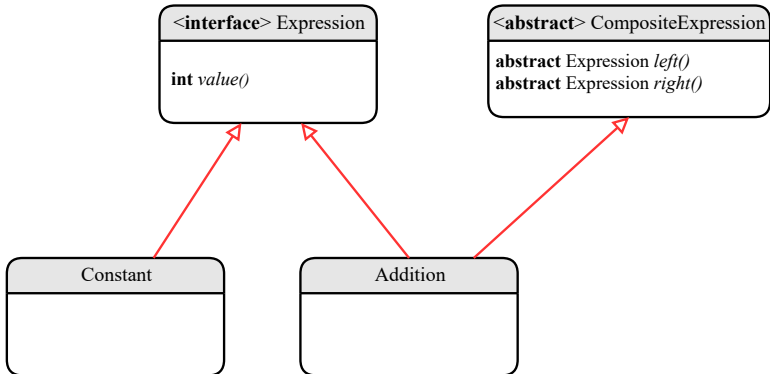 <interface> Expression
int value()
<abstract> CompositeExpression
abstract Expression left()
abstract Expression right()
Constant
Addition